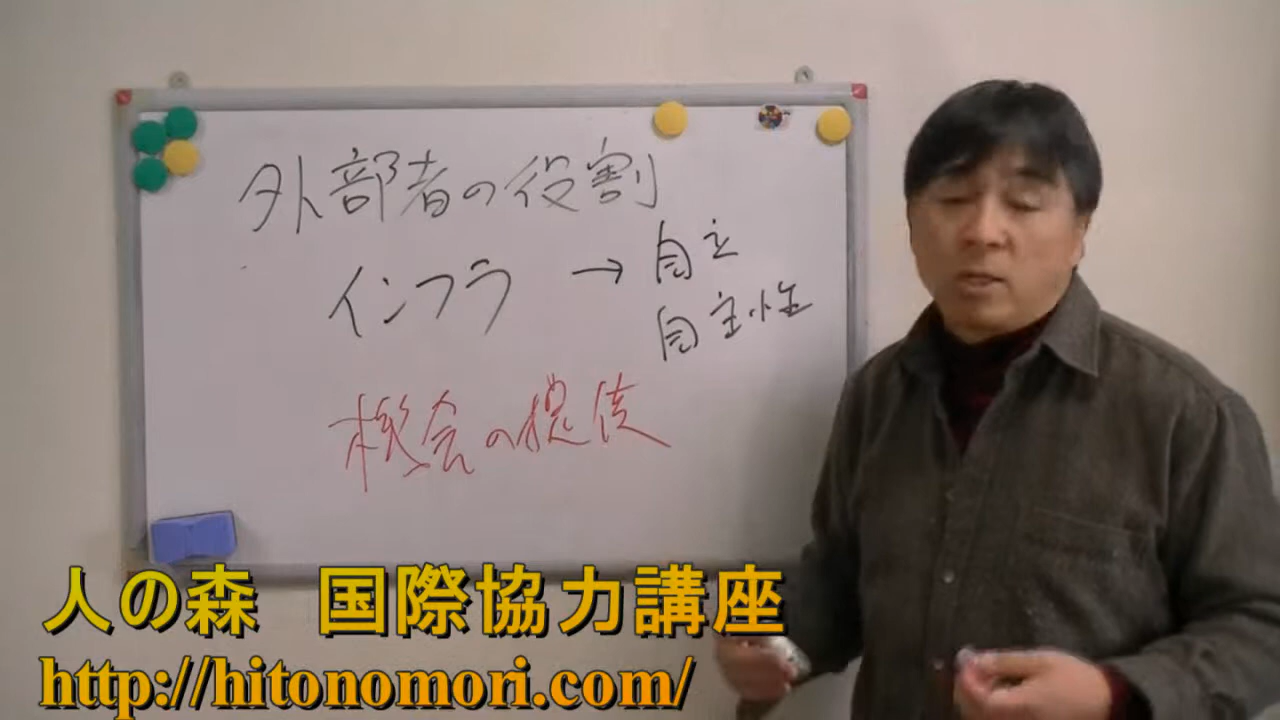 外部者の役割
インフラ → 自立
自主性
機会の提供
人の森 国際協力講座
http://hitonomori.com/